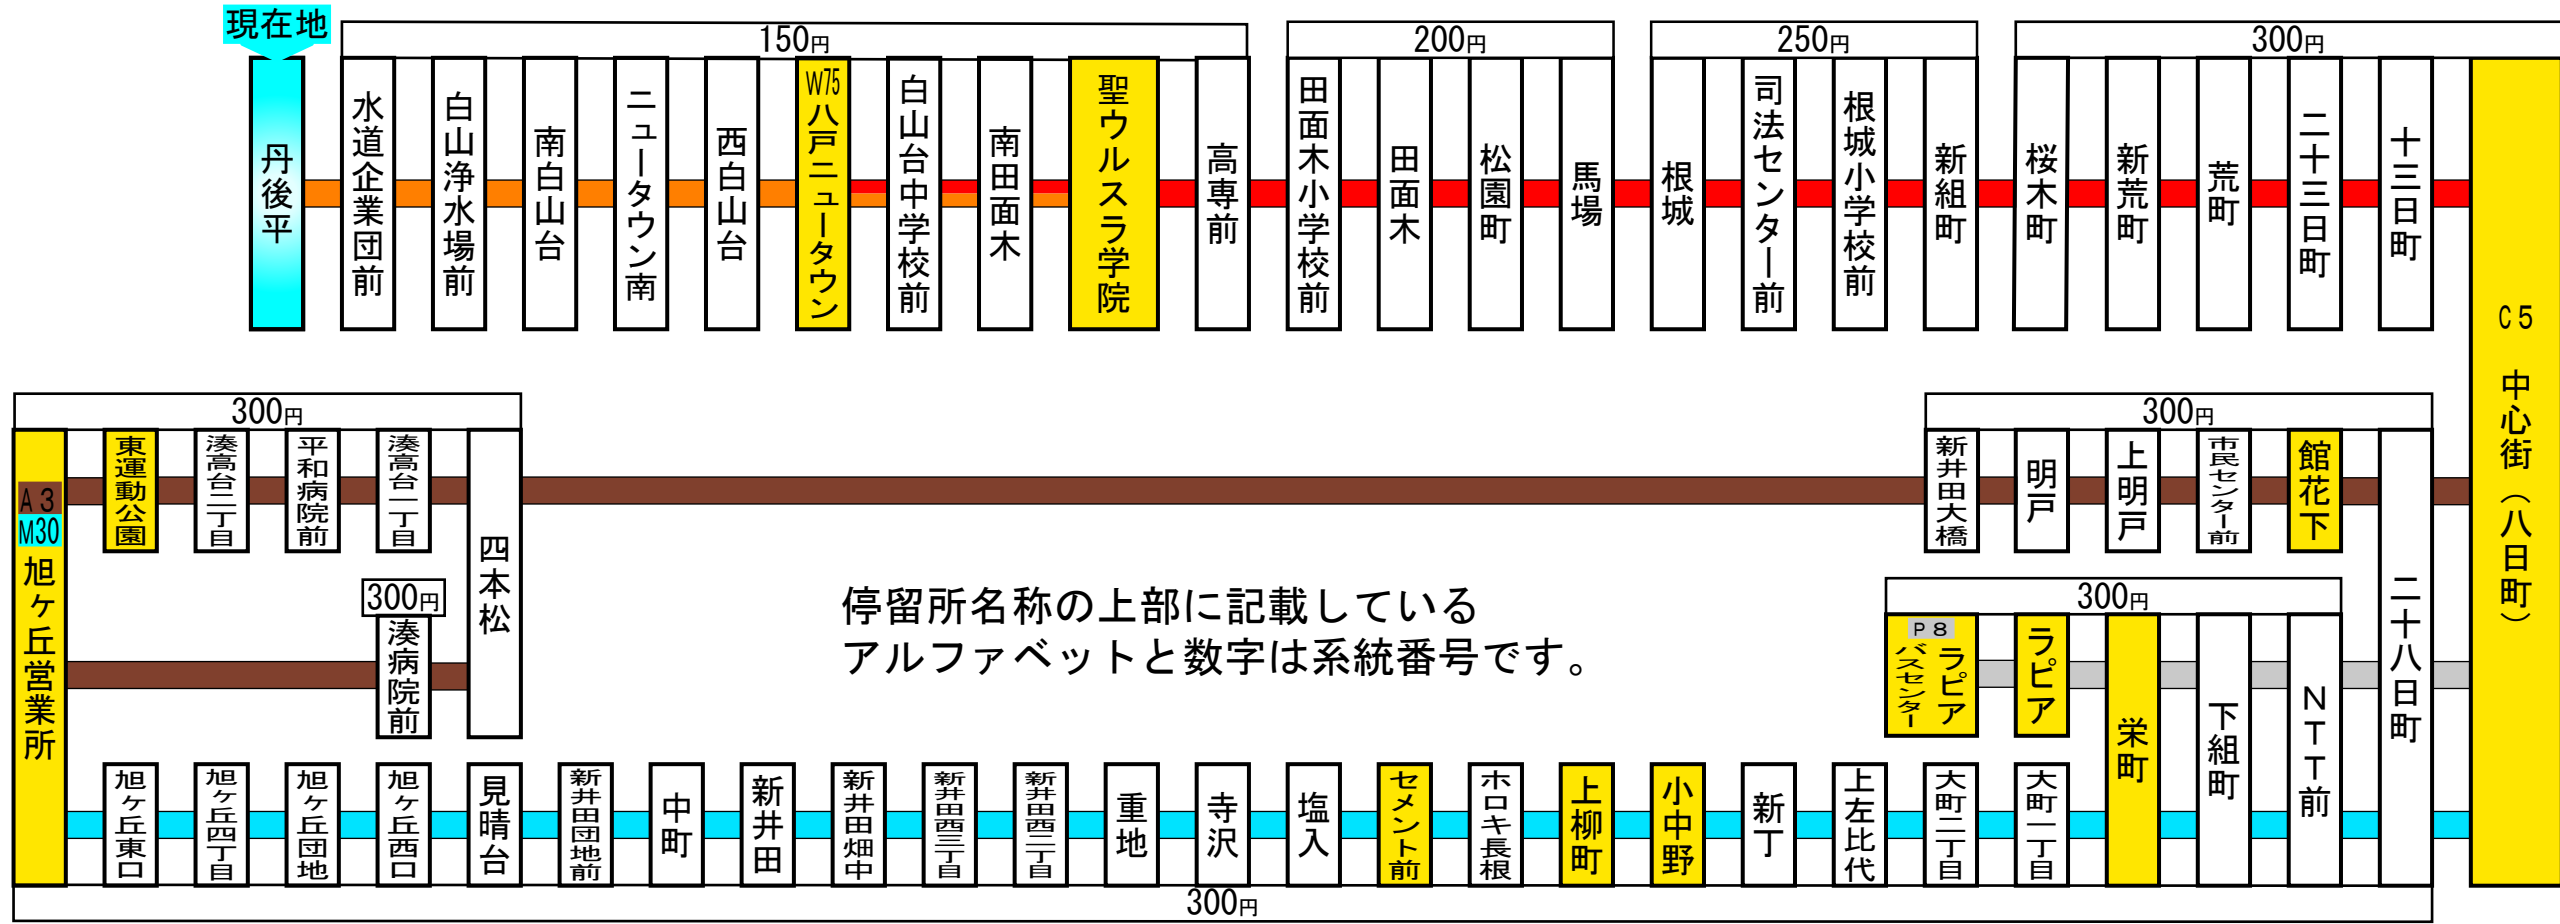 現在地
150円
200円
250円
300円
丹後平
水道企業団前
白山浄水場前
南白山台
ニュータウン南
西白山台
W75 八戸ニュータウン
白山台中学校前
南田面木
聖ウルスラ学院
高専前
田面木小学校前
田面木
松園町
馬場
根城
司法センター前
根城小学校前
新組町
桜木町
新荒町
荒町
二十三日町
十三日町
C5 中心街(八日町)
300円
300円
A3
M30
旭ヶ丘営業所
東運動公園
湊高台二丁目
平和病院前
湊高台一丁目
四本松
新井田大橋
明戸
上明戸
市民センター前
館花下
二十八日町
300円
湊病院前
停留所名称の上部に記載している
アルファベットと数字は系統番号です。
300円
P8
ラピア
バスセンター
ラピア
栄町
下組町
NTT前
旭ヶ丘東口
旭ヶ丘四丁目
旭ヶ丘団地
旭ヶ丘西口
見晴台
新井田団地前
中町
新井田
新井田畑中
新井田西三丁目
新井田西一丁目
重地
寺沢
塩入
セメント前
ホロキ長根
上柳町
小中野
新丁
上左比代
大町二丁目
大町一丁目
300円